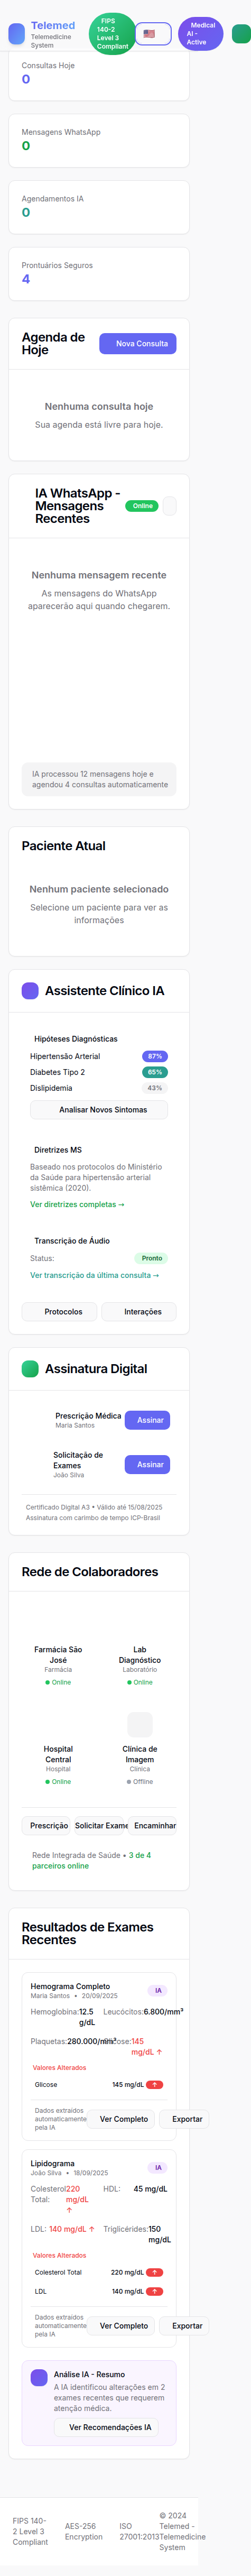 Telemed
Telemedicine
System
FIPS
140-2
Level 3
Compliant
Medical
AI -
Active
Consultas Hoje
0
Mensagens WhatsApp
0
Agendamentos IA
0
Prontuários Seguros
4
Agenda de
Hoje
Nova Consulta
Nenhuma consulta hoje
Sua agenda está livre para hoje.
IA WhatsApp -
Mensagens
Recentes
Online
Nenhuma mensagem recente
As mensagens do WhatsApp
aparecerão aqui quando chegarem.
IA processou 12 mensagens hoje e
agendou 4 consultas automaticamente
Paciente Atual
Nenhum paciente selecionado
Selecione um paciente para ver as
informações
Assistente Clínico IA
Hipóteses Diagnósticas
Hipertensão Arterial 87%
Diabetes Tipo 2 65%
Dislipidemia 43%
Analisar Novos Sintomas
Diretrizes MS
Baseado nos protocolos do Ministério
da Saúde para hipertensão arterial
sistêmica (2020).
Ver diretrizes completas →
Transcrição de Áudio
Status: Pronto
Ver transcrição da última consulta →
Protocolos Interações
Assinatura Digital
Prescrição Médica
Maria Santos
Assinar
Solicitação de
Exames
João Silva
Assinar
Certificado Digital A3 • Válido até 15/08/2025
Assinatura com carimbo de tempo ICP-Brasil
Rede de Colaboradores
Farmácia São
José
Farmácia
Online
Lab
Diagnóstico
Laboratório
Online
Hospital
Central
Hospital
Online
Clínica de
Imagem
Clínica
Offline
Prescrição Solicitar Exame Encaminhar
Rede Integrada de Saúde • 3 de 4
parceiros online
Resultados de Exames
Recentes
Hemograma Completo
Maria Santos • 20/09/2025
IA
Hemoglobina: 12.5
g/dL
Leucócitos: 6.800/mm³
Plaquetas: 280.000/mm³
145
mg/dL ↑
Valores Alterados
Glicose 145 mg/dL ↑
Dados extraídos
automaticamente
pela IA
Ver Completo Exportar
Lipidograma
João Silva • 18/09/2025
IA
Colesterol
Total:
220
mg/dL
↑
HDL: 45 mg/dL
LDL: 140 mg/dL ↑
Triglicérides: 150
mg/dL
Valores Alterados
Colesterol Total 220 mg/dL ↑
LDL 140 mg/dL ↑
Dados extraídos
automaticamente
pela IA
Ver Completo Exportar
Análise IA - Resumo
A IA identificou alterações em 2
exames recentes que requerem
atenção médica.
Ver Recomendações IA
FIPS 140-
2 Level 3
Compliant
AES-256
Encryption
ISO
27001:2013
© 2024
Telemed -
Telemedicine
System